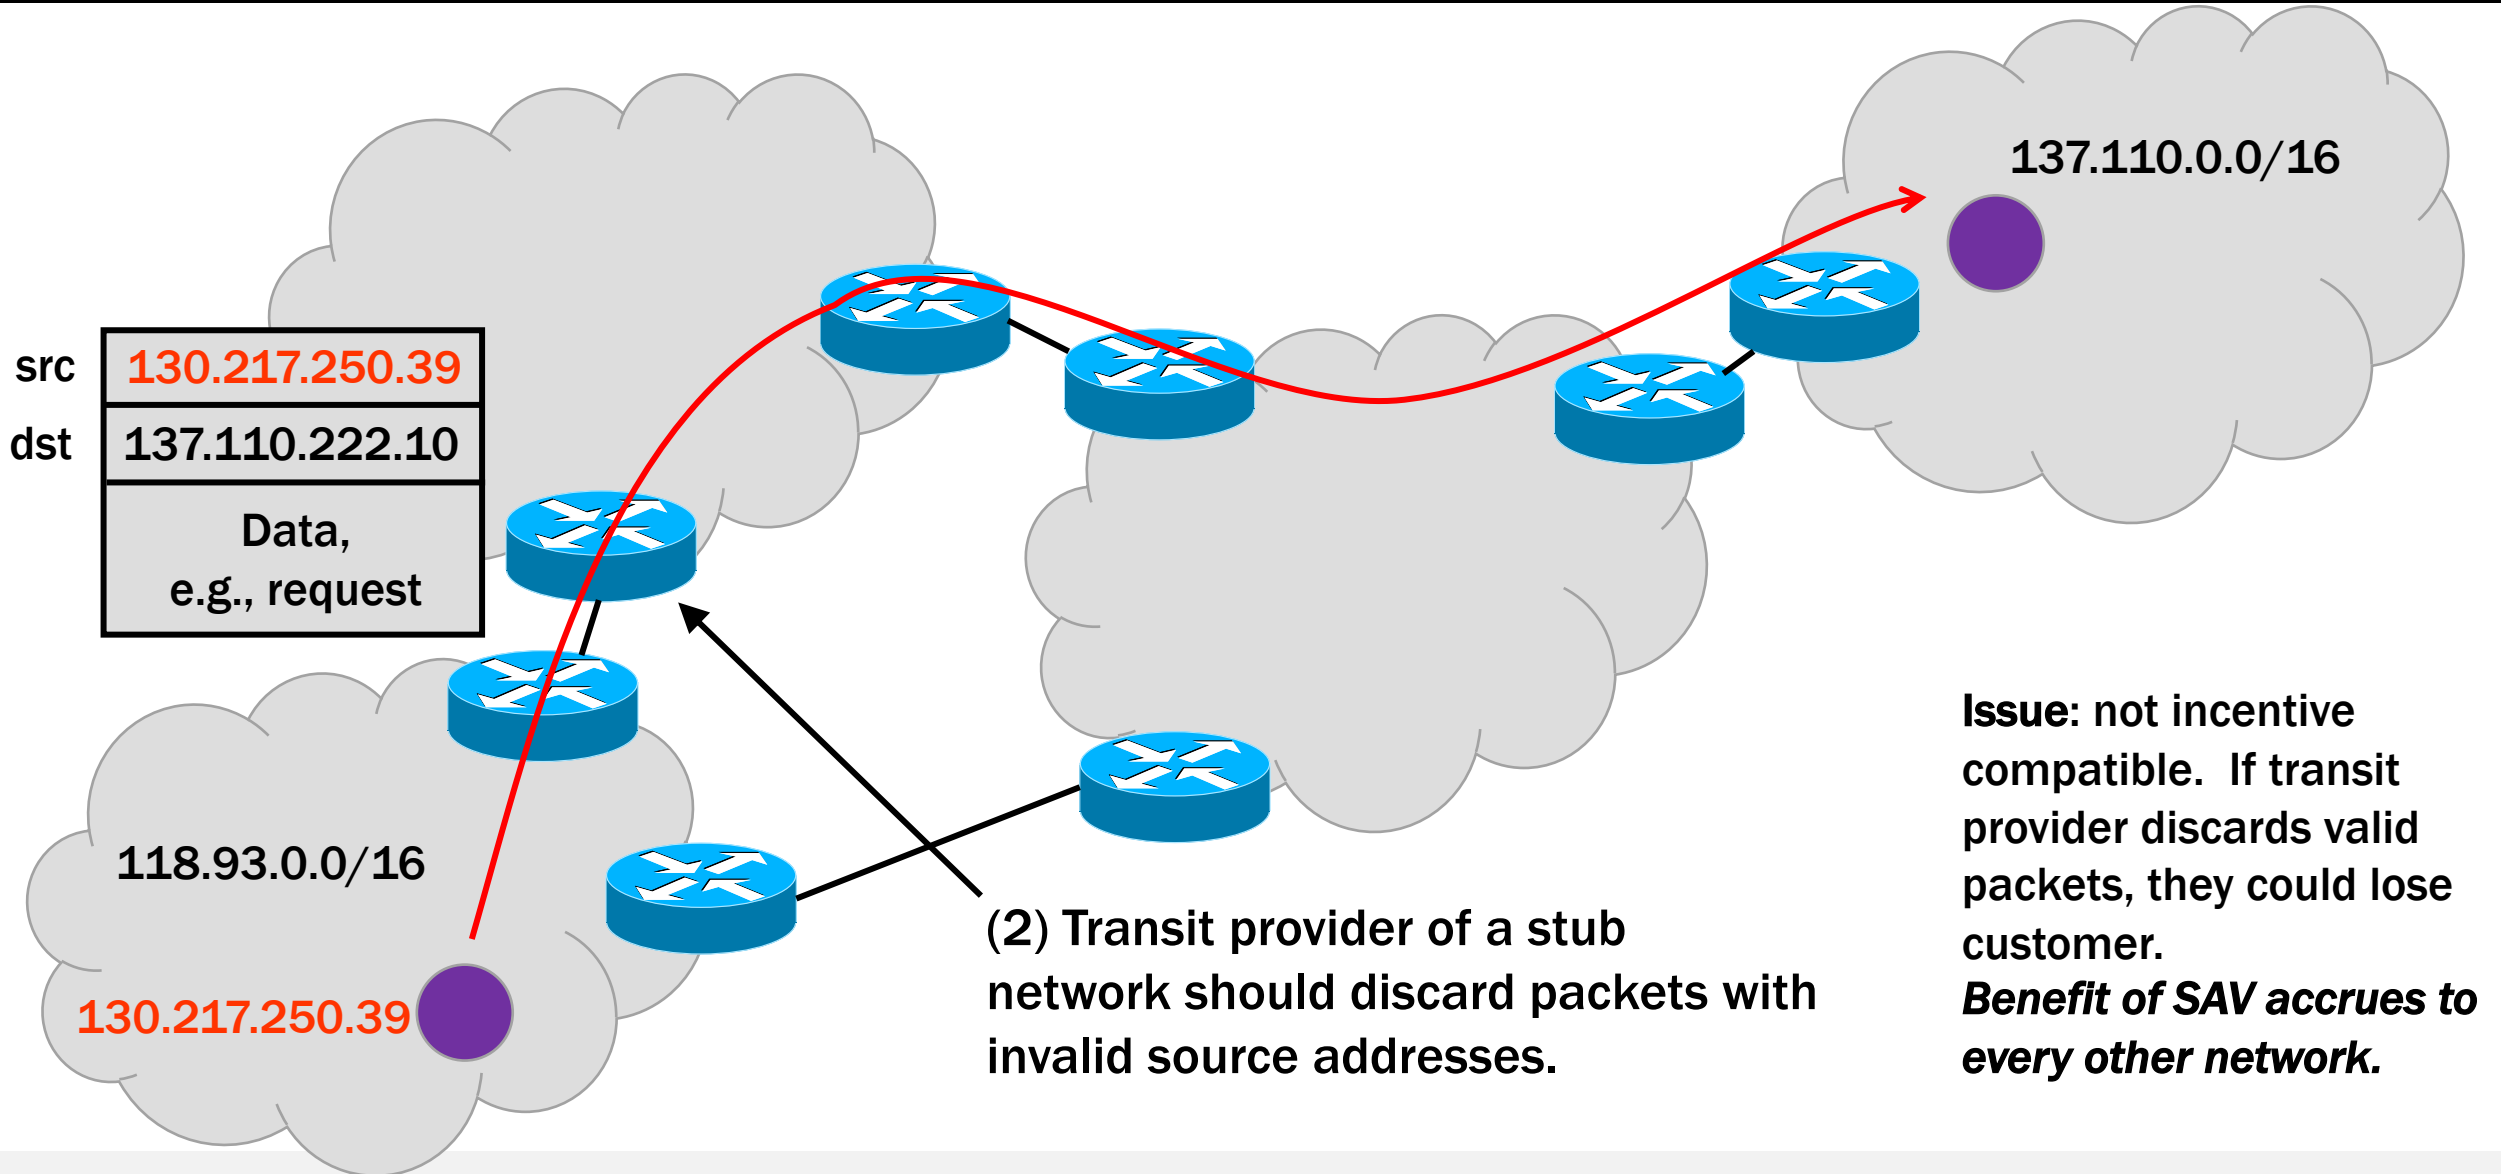 137.110.0.0/16
src 130.217.250.39
dst 137.110.222.10
Data,
e.g., request
118.93.0.0/16
130.217.250.39
(2) Transit provider of a stub
network should discard packets with
invalid source addresses.
Issue: not incentive
compatible.  If transit
provider discards valid
packets, they could lose
customer.
Benefit of SAV accrues to
every other network.